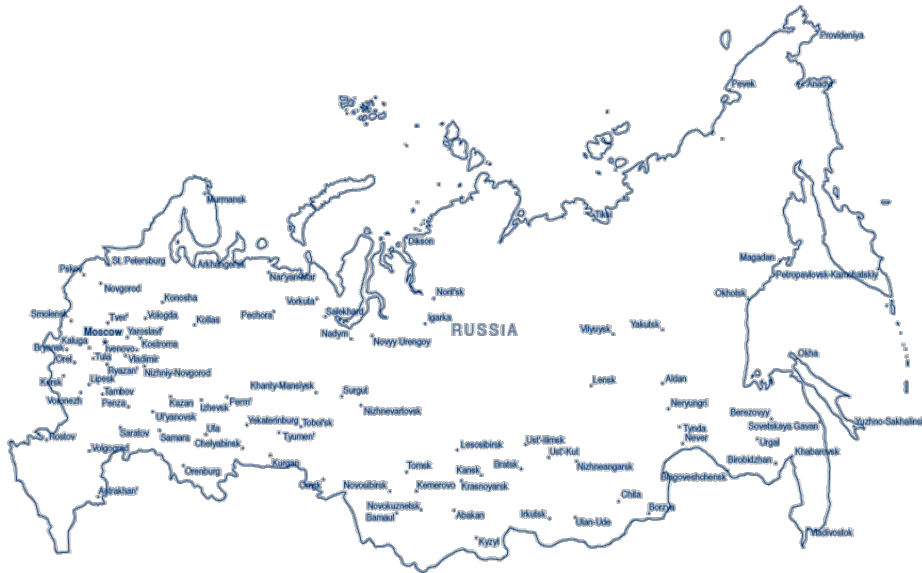 Provideniya
Pevek
Anadyr'
Murmansk
Tiksi
Dikson
St. Petersburg
Arkhangel'sk
Pskov
Magadan
Nar'yan-Mar
Petropavlovsk-Kamchatskiy
Novgorod
Konosha
Vorkuta
Noril'sk
Okhotsk
Smolensk
Tver'
Vologda
Kotlas
Pechora
Salekhard
Igarka
Moscow
Yaroslavl'
Nadym
Novyy Urengoy
RUSSIA
Vilyuysk
Yakutsk
Kaluga
Kostroma
Bryansk
Ivenovo
Orel
Tula
Vladimir
Okha
Ryazan'
Nizhniy-Novgorod
Kursk
Lipesk
Khanty-Mansiysk
Surgut
Lensk
Aldan
Voronezh
Tambov
Penza
Kazan
Izhevsk
Perm'
Nizhnevartovsk
Neryungri
Berezovyy
Ul'yanovsk
Yekaterinburg
Tobol'sk
Sovetskaya Gavan
Yuzhno-Sakhalinsk
Rostov
Saratov
Samara
Ufa
Tyumen'
Tynda
Never
Urgal
Volgograd
Chelyabinsk
Lesosibirsk
Ust'-Ilimsk
Ust'-Kut
Khabarovsk
Orenburg
Kurgan
Tomsk
Kansk
Bratsk
Nizhneangarsk
Birobidzhan
Blagoveshchensk
Astrakhan'
Omsk
Novosibirsk
Kemerovo
Krasnoyarsk
Chita
Novokuznetsk
Barnaul
Abakan
Irkutsk
Ulan-Ude
Borzya
Kyzyl
Vladivostok